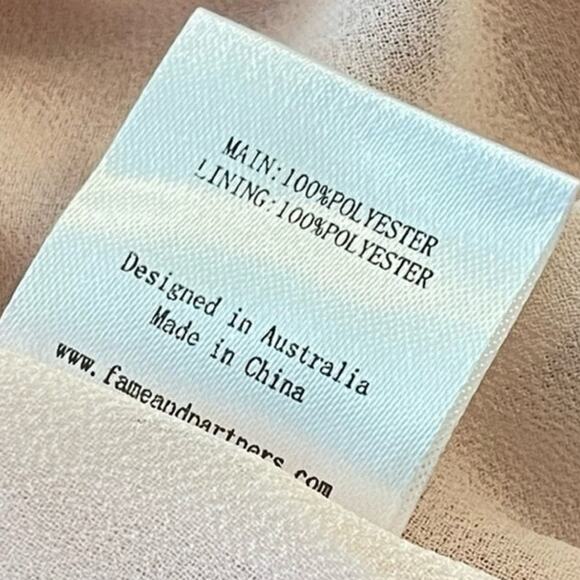 MAIN:100%POLYESTER
LINING:100%POLYESTER
Designed in Australia
Made in China
www.fameandpartners.com